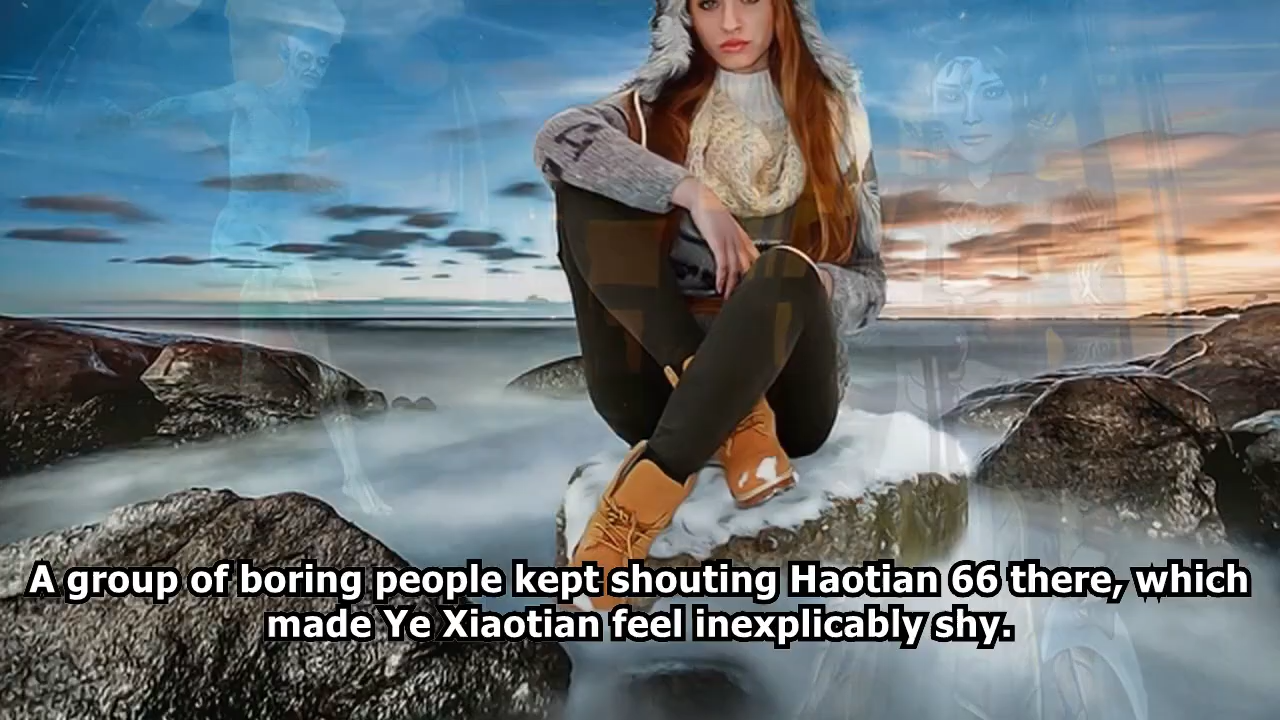 A group of boring people kept shouting Haotian 66 there, which
made Ye Xiaotian feel inexplicably shy.